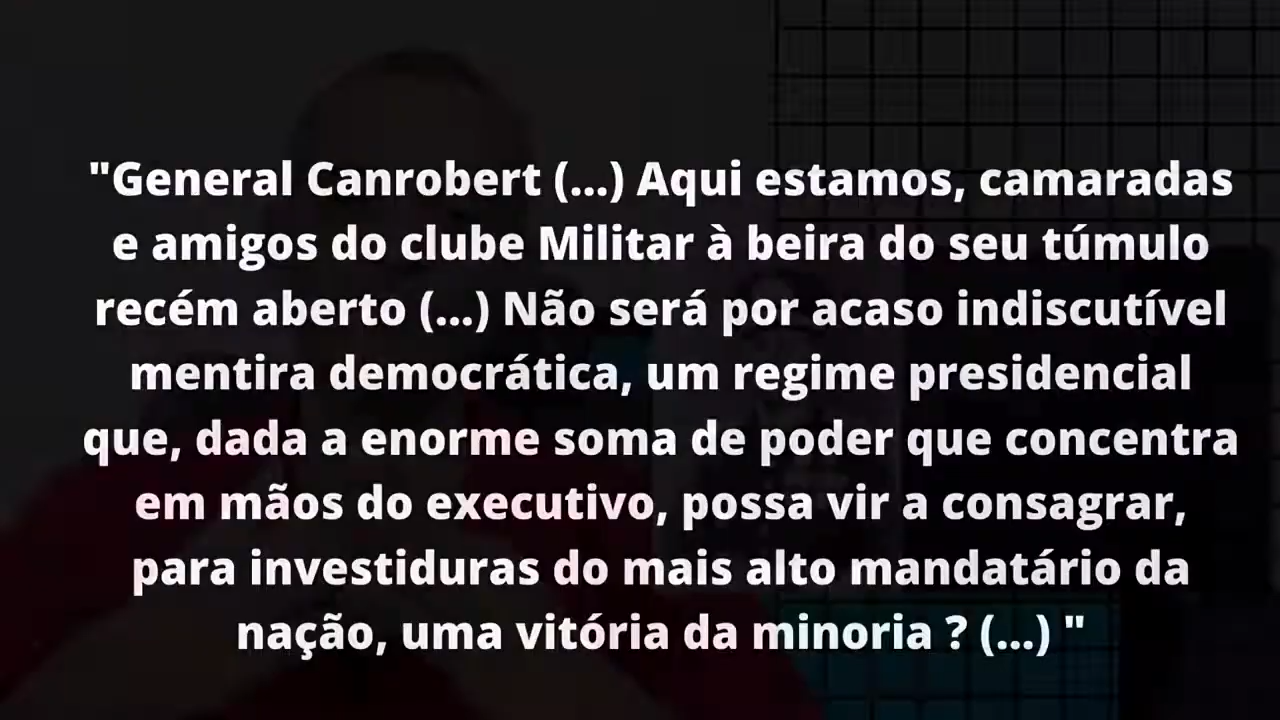 "General Canrobert (...) Aqui estamos, camaradas
e amigos do clube Militar à beira do seu túmulo
recém aberto (...) Não será por acaso indiscutível
mentira democrática, um regime presidencial
que, dada a enorme soma de poder que concentra
em mãos do executivo, possa vir a consagrar,
para investiduras do mais alto mandatário da
nação, uma vitória da minoria ? (...) "